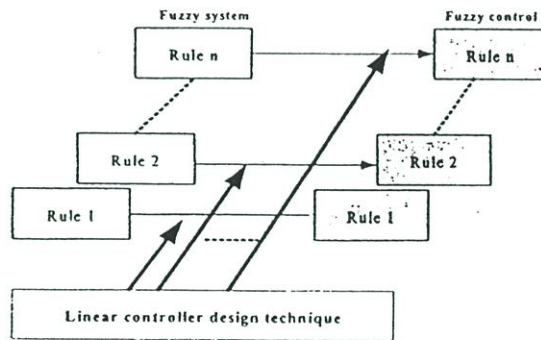 Fuzzy system Fuzzy control
Rule n Rule n
Rule 2 Rule 2
Rule 1 Rule 1
Linear controller design technique